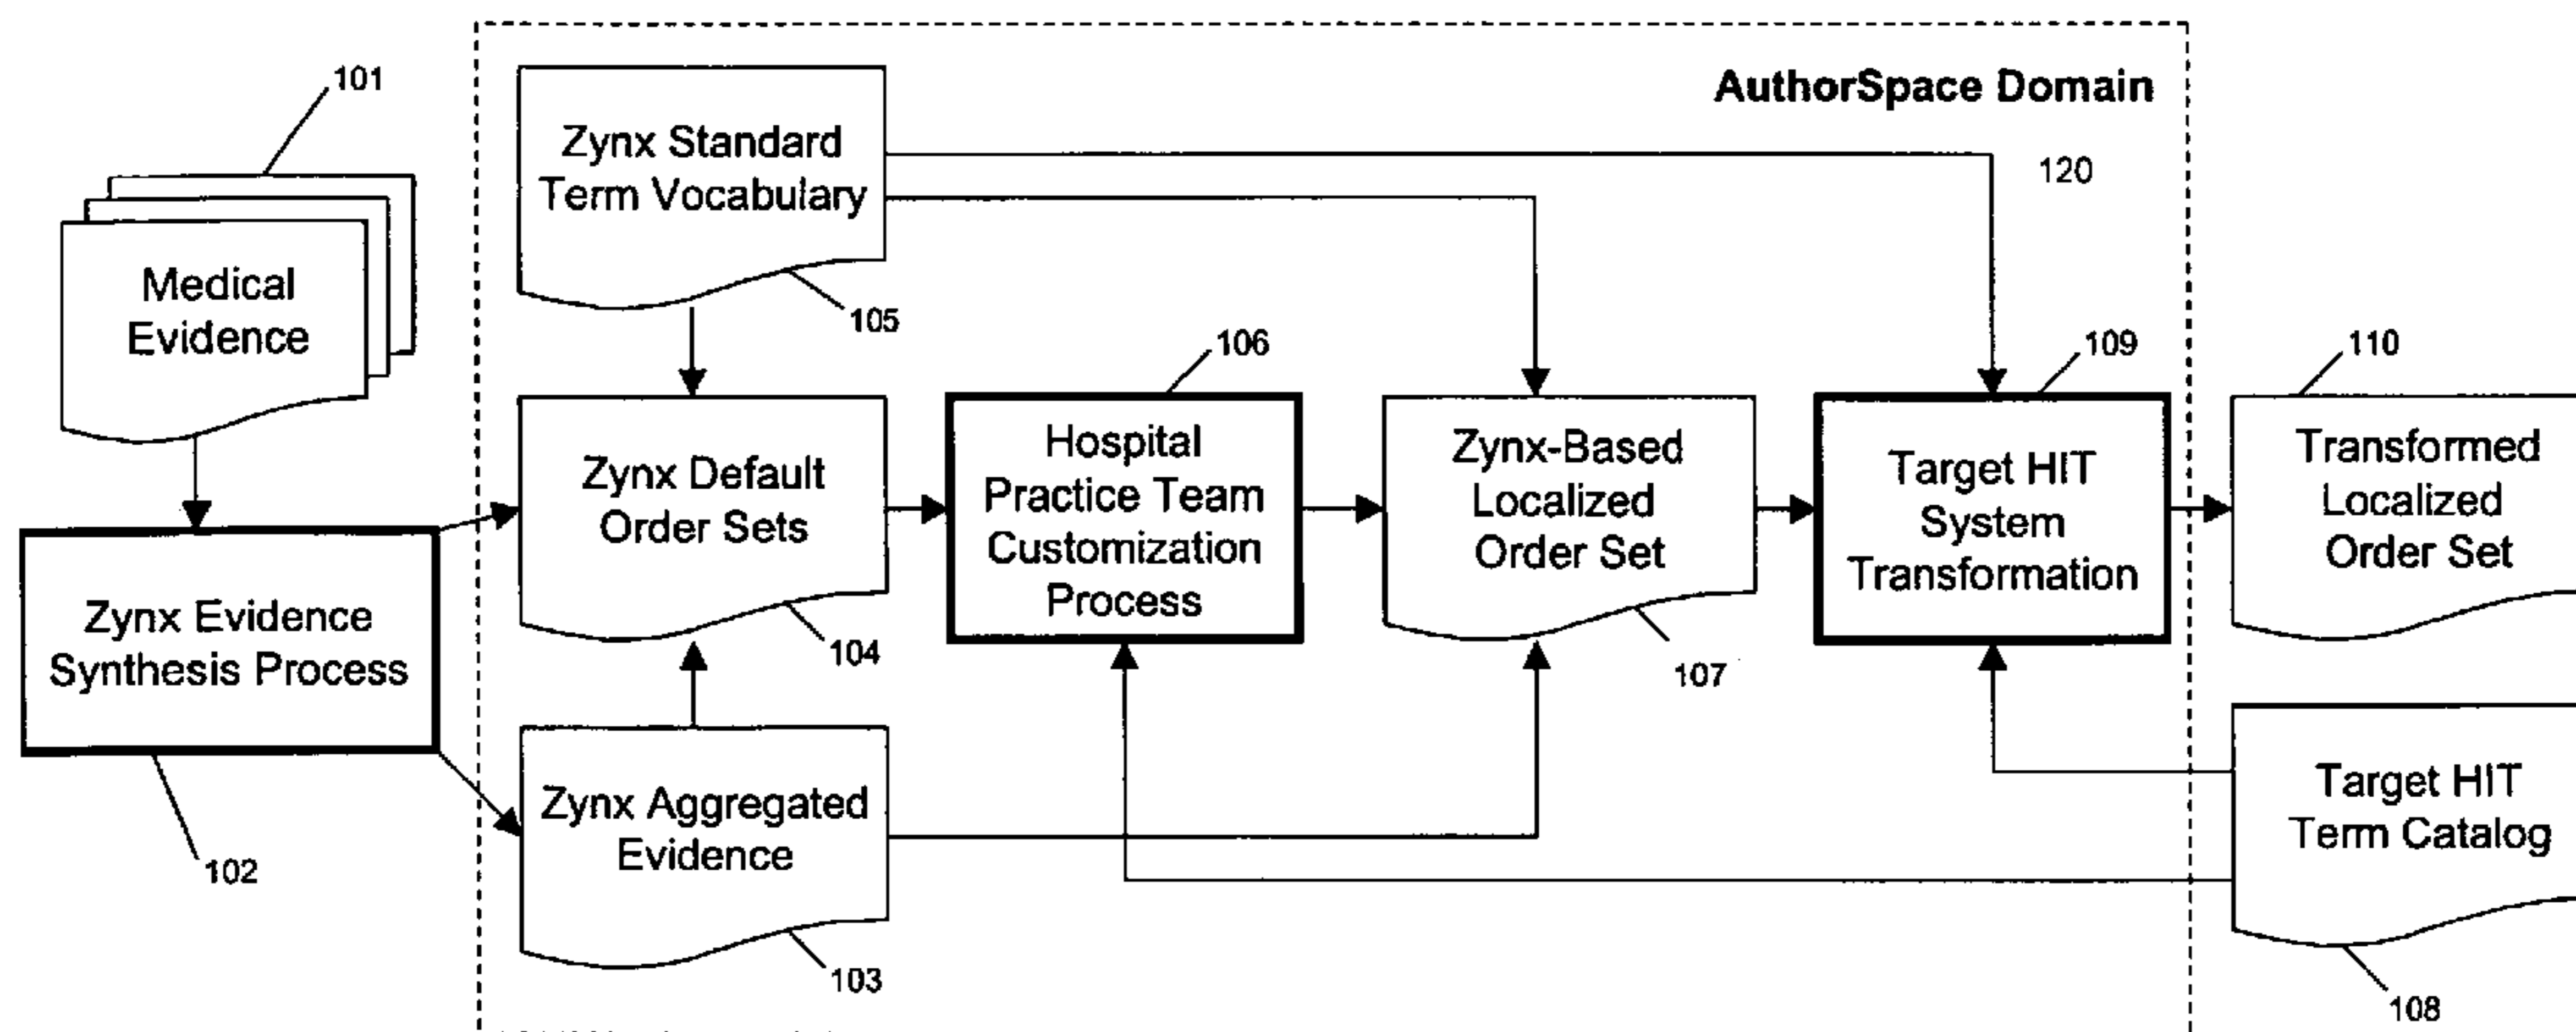 AuthorSpace Domain
120
101
Medical
Evidence
Zynx Standard
Term Vocabulary
105
Zynx Evidence
Synthesis Process
102
Zynx Default
Order Sets
104
Zynx Aggregated
Evidence
103
106
Hospital
Practice Team
Customization
Process
Zynx-Based
Localized
Order Set
107
109
Target HIT
System
Transformation
110
Transformed
Localized
Order Set
Target HIT
Term Catalog
108